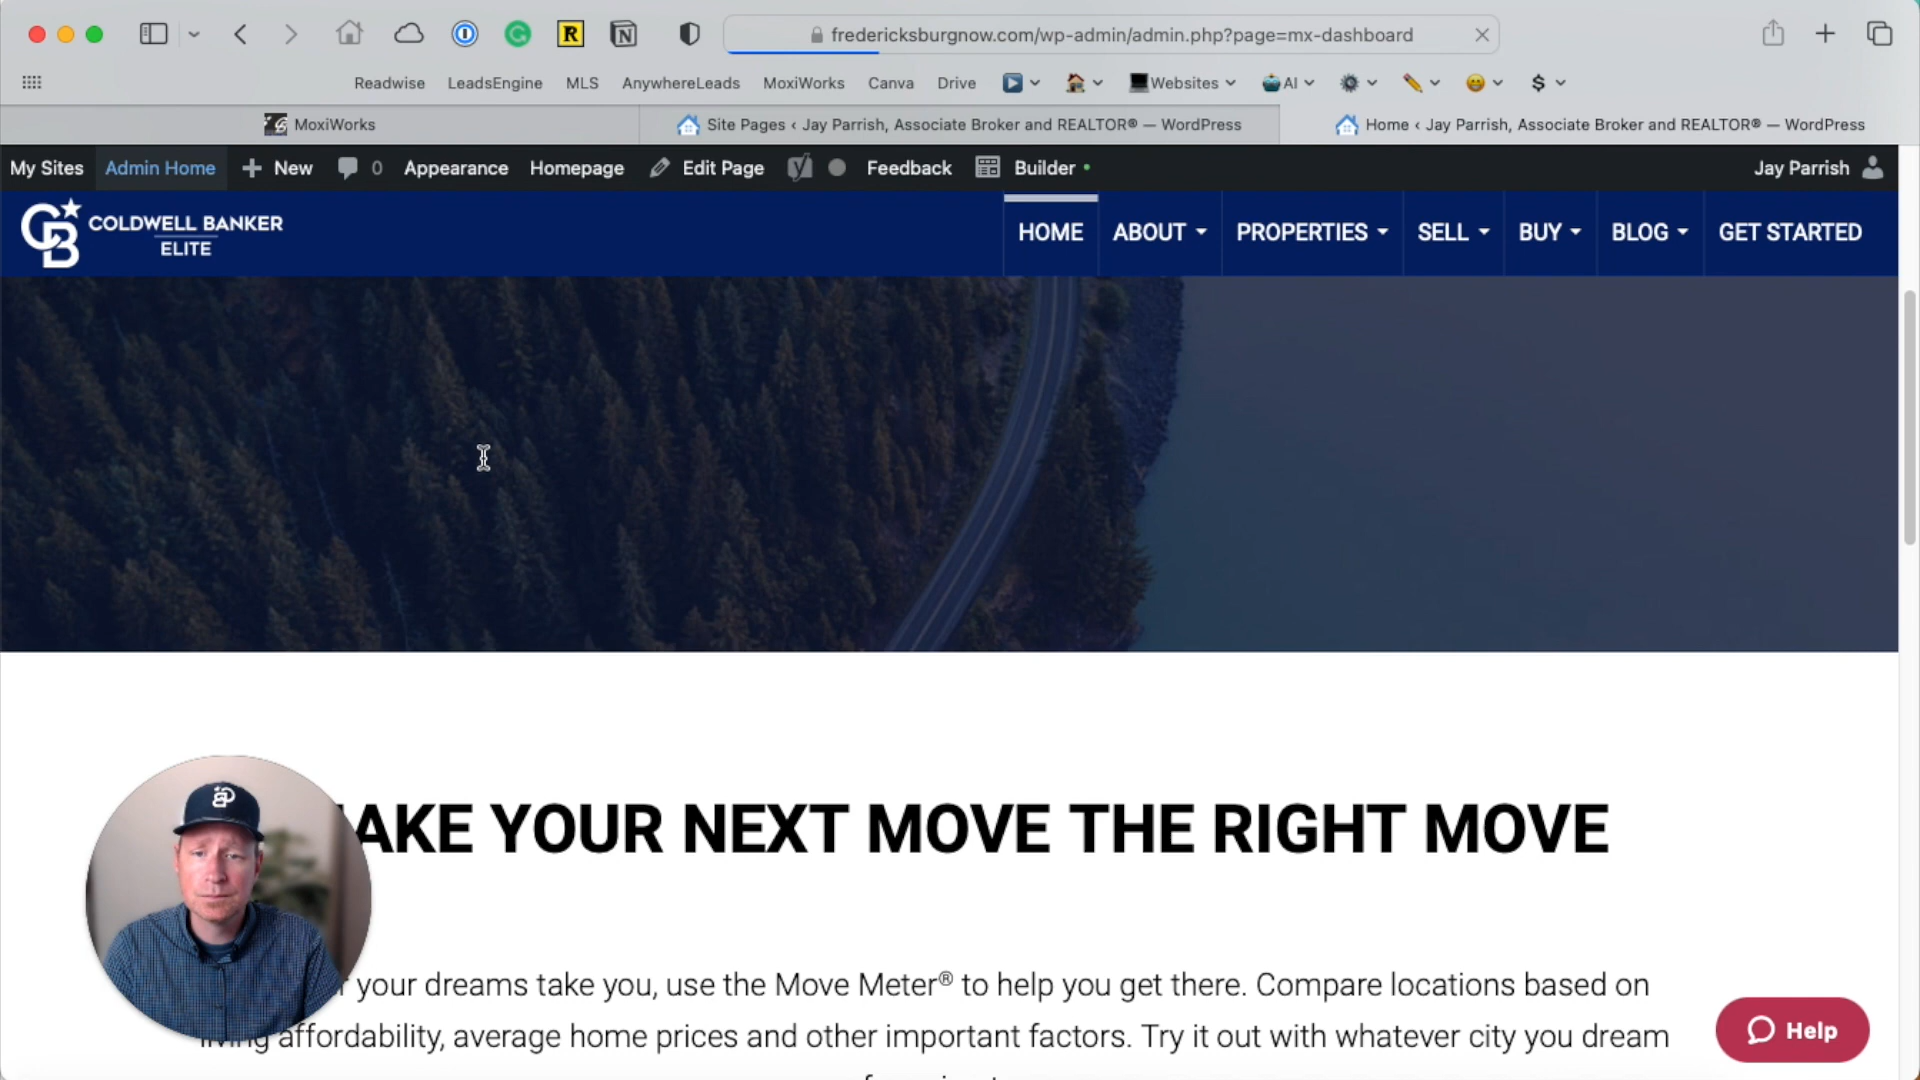 fredericksburgnow.com/wp-admin/admin.php?page=mx-dashboard
Readwise LeadsEngine MLS AnywhereLeads MoxiWorks Canva Drive Websites AI $
MoxiWorks
Site Pages ‹ Jay Parrish, Associate Broker and REALTOR® — WordPress
Home ‹ Jay Parrish, Associate Broker and REALTOR® — WordPress
My Sites Admin Home New 0 Appearance Homepage Edit Page Feedback Builder Jay Parrish
COLDWELL BANKER
ELITE
HOME ABOUT PROPERTIES SELL BUY BLOG GET STARTED
AKE YOUR NEXT MOVE THE RIGHT MOVE
your dreams take you, use the Move Meter® to help you get there. Compare locations based on
affordability, average home prices and other important factors. Try it out with whatever city you dream
Help